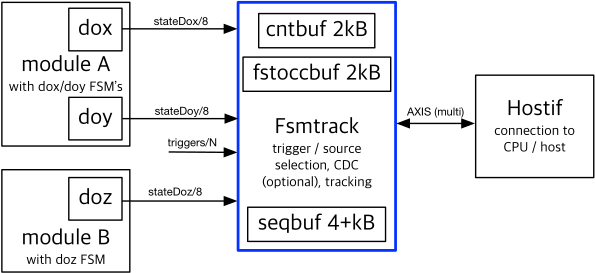 dox
module A
with dox/doy FSM's
doy
doz
module B
with doz FSM
stateDox/8
stateDoy/8
triggers/N
stateDoz/8
cntbuf 2kB
fstoccbuf 2kB
Fsmtrack
trigger / source
selection, CDC
(optional), tracking
seqbuf 4+kB
AXIS (multi)
Hostif
connection to
CPU / host